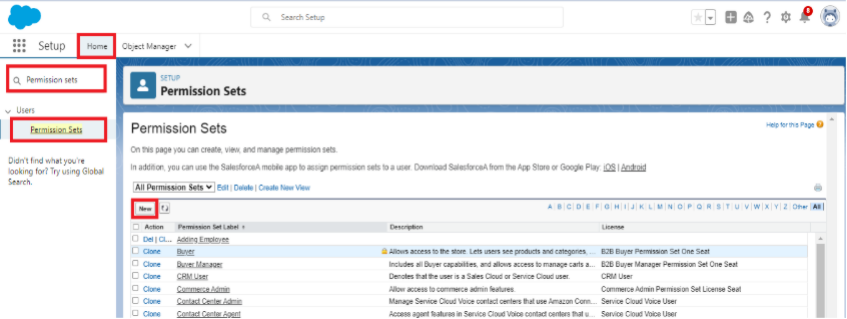 Search Setup
8
Setup
Home
Object Manager
Permission sets
Users
Permission Sets
Didn't find what you're
looking for? Try using Global
Search.
SETUP
Permission Sets
Permission Sets
Help for this Page
On this page you can create, view, and manage permission sets.
In addition, you can use the SalesforceA mobile app to assign permission sets to a user. Download SalesforceA from the App Store or Google Play: iOS | Android
All Permission Sets Edit | Delete | Create New View
New
A | B | C | D | E | F | G | H | I | J | K | L | M | N | O | P | Q | R | S | T | U | V | W | X | Y | Z | Other | All
Action Permission Set Label Description License
Del | Cl... Adding Employee
Clone Buyer Allows access to the store. Lets users see products and categories, ... B2B Buyer Permission Set One Seat
Clone Buyer Manager Includes all Buyer capabilities, and allows access to manage carts a... B2B Buyer Manager Permission Set One Seat
Clone CRM User Denotes that the user is a Sales Cloud or Service Cloud user. CRM User
Clone Commerce Admin Allow access to commerce admin features. Commerce Admin Permission Set License Seat
Clone Contact Center Admin Manage Service Cloud Voice contact centers that use Amazon Conn... Service Cloud Voice User
Clone Contact Center Agent Access agent features in Service Cloud Voice contact centers that us... Service Cloud Voice User